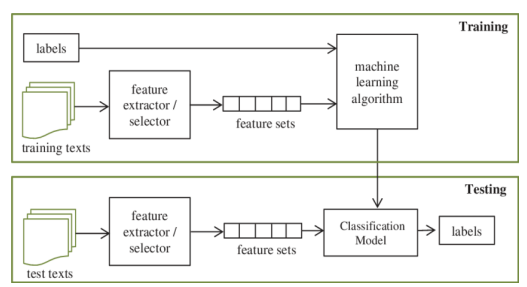 Training
labels
machine
learning
algorithm
feature
extractor /
selector
feature sets
training texts
Testing
feature
extractor /
selector
feature sets
Classification
Model
labels
test texts